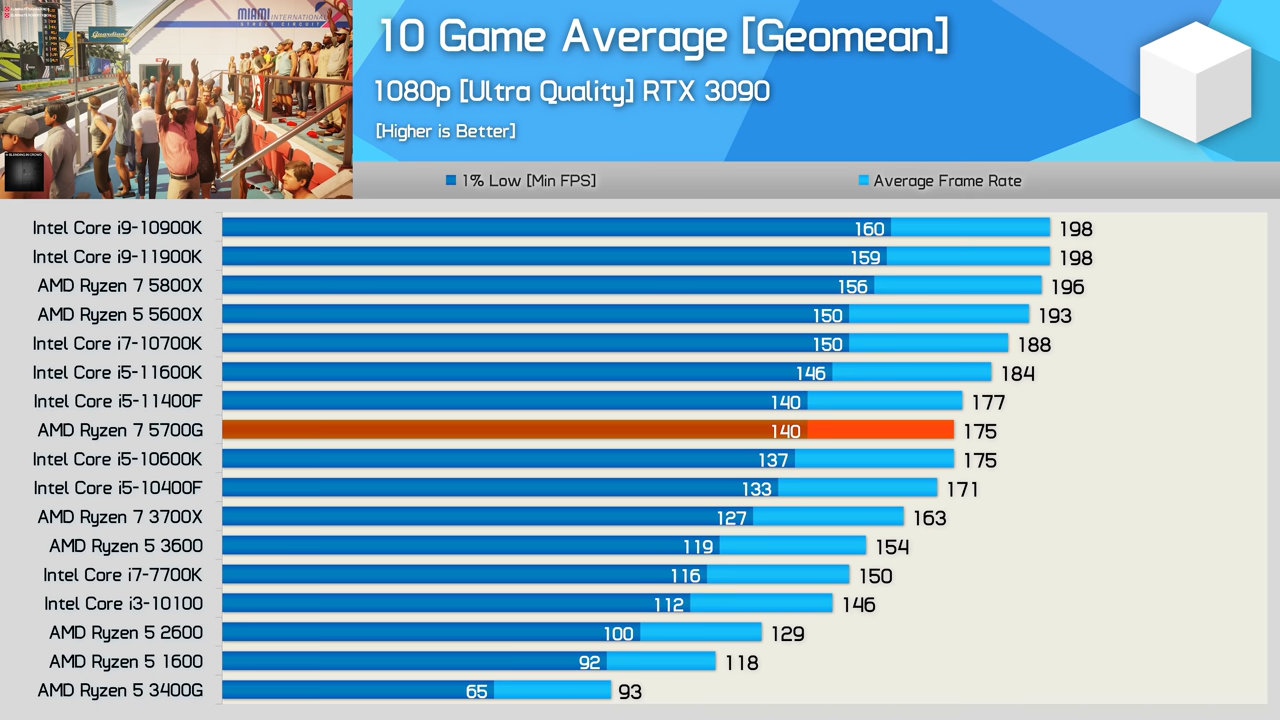 MIAMI INTERNATIONAL
STREET CIRCUIT
Guardian
10 Game Average [Geomean]
1080p [Ultra Quality] RTX 3090
[Higher is Better]
1% Low [Min FPS] Average Frame Rate
Intel Core i9-10900K 160 198
Intel Core i9-11900K 159 198
AMD Ryzen 7 5800X 156 196
AMD Ryzen 5 5600X 150 193
Intel Core i7-10700K 150 188
Intel Core i5-11600K 146 184
Intel Core i5-11400F 140 177
AMD Ryzen 7 5700G 140 175
Intel Core i5-10600K 137 175
Intel Core i5-10400F 133 171
AMD Ryzen 7 3700X 127 163
AMD Ryzen 5 3600 119 154
Intel Core i7-7700K 116 150
Intel Core i3-10100 112 146
AMD Ryzen 5 2600 100 129
AMD Ryzen 5 1600 92 118
AMD Ryzen 5 3400G 65 93